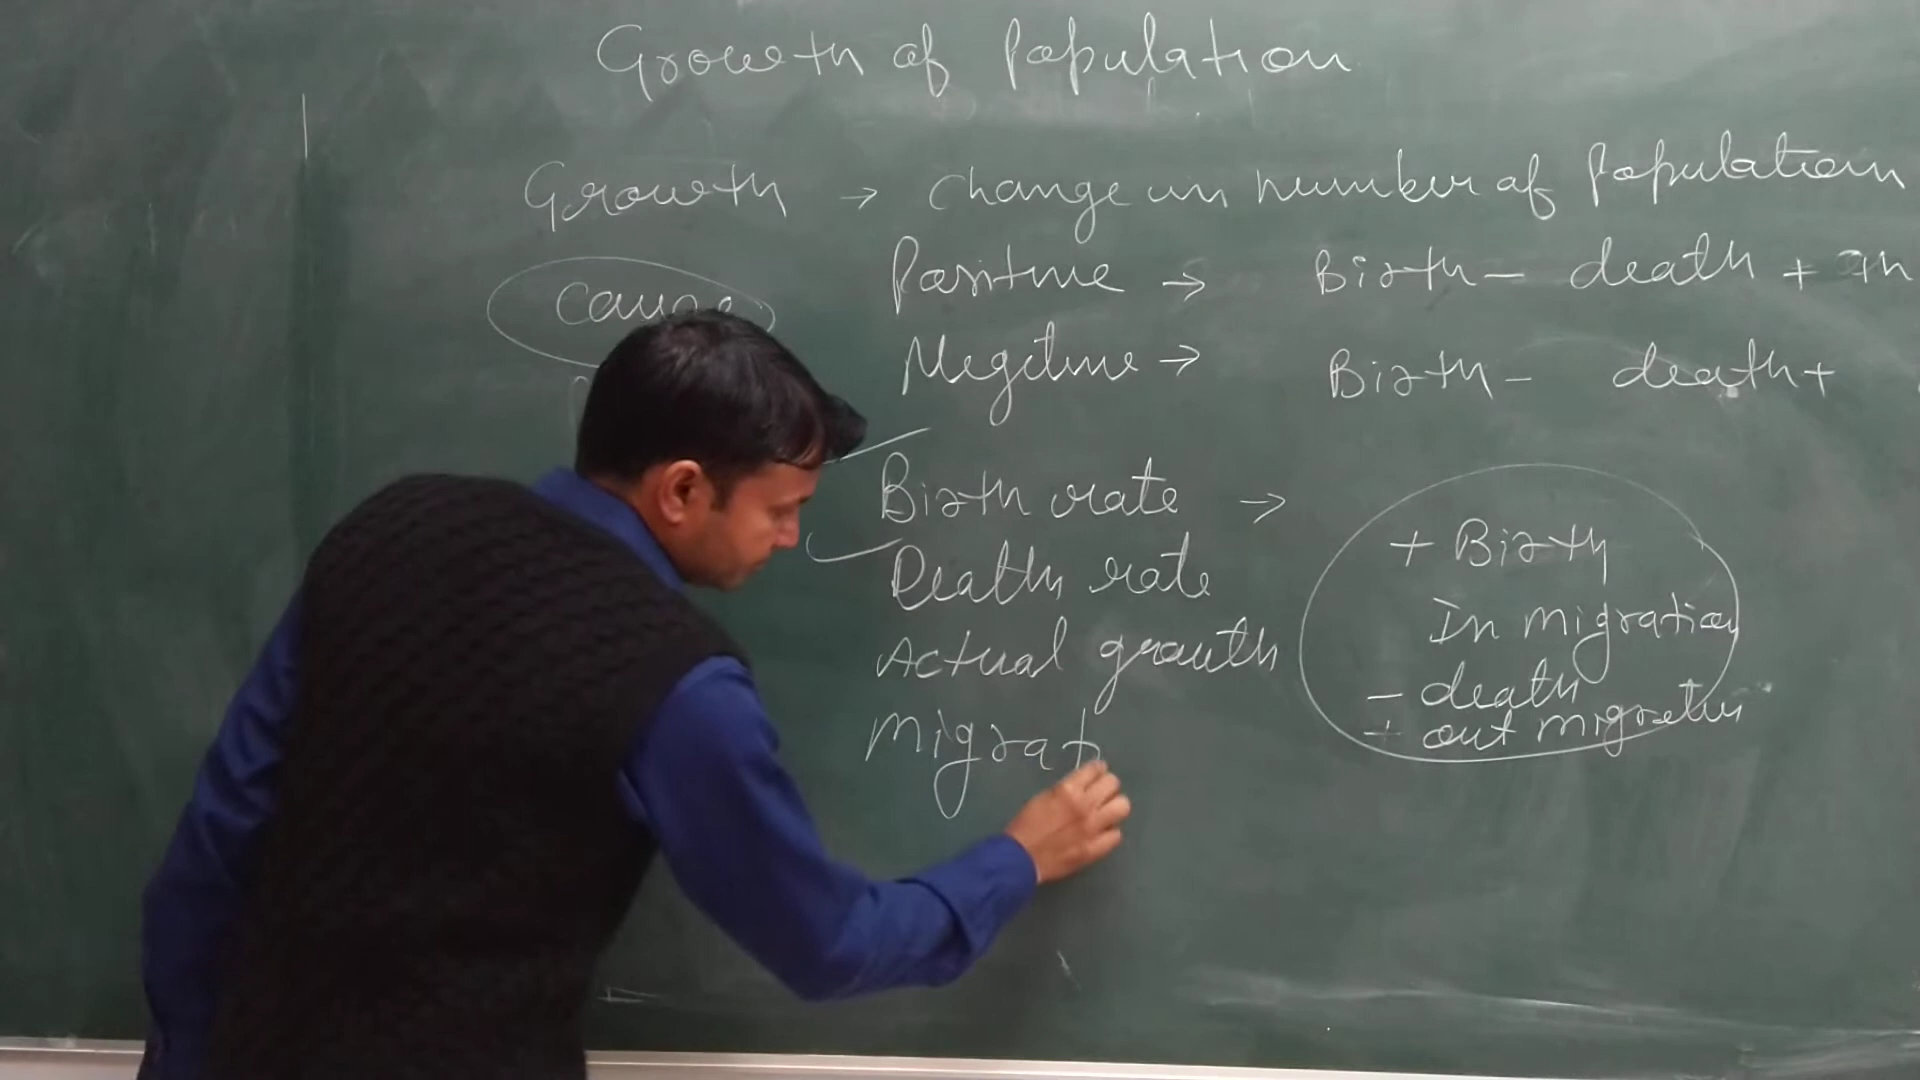 Growth of Population
Growth → change in number of Population
cause
Positive → Birth - death + In
Negitive → Birth - death +
Birth rate →
Death rate
Actual growth
Migrat
+ Birth
In migration
- death
- out migration